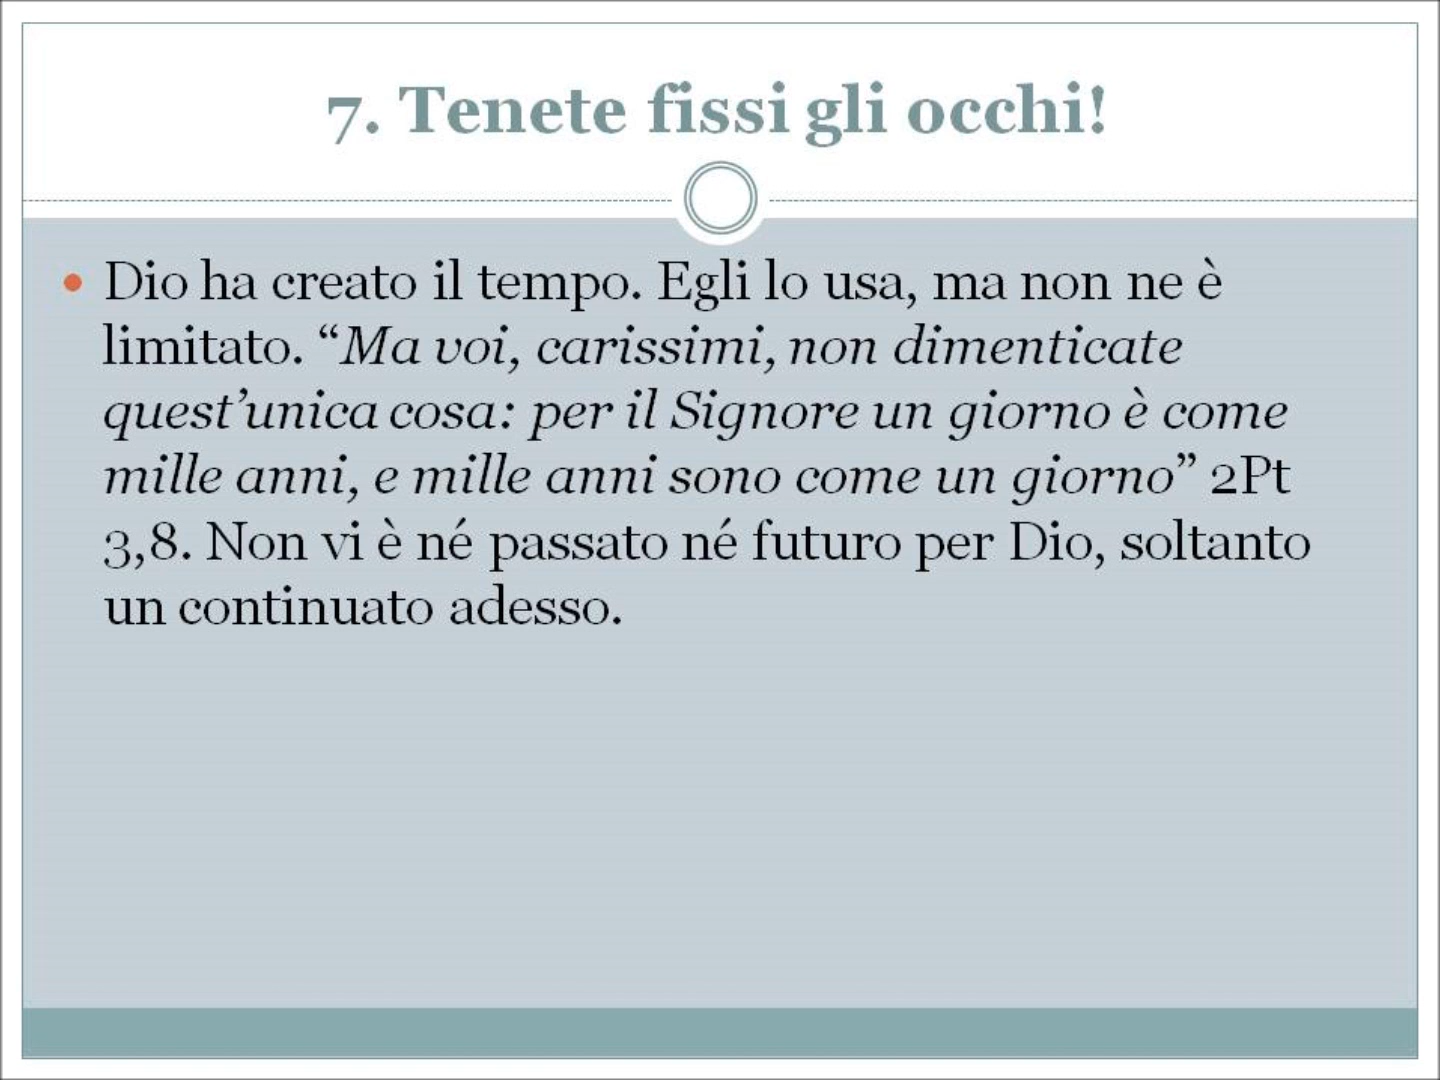 7. Tenete fissi gli occhi!
• Dio ha creato il tempo. Egli lo usa, ma non ne è
limitato. “Ma voi, carissimi, non dimenticate
quest’unica cosa: per il Signore un giorno è come
mille anni, e mille anni sono come un giorno” 2Pt
3,8. Non vi è né passato né futuro per Dio, soltanto
un continuato adesso.